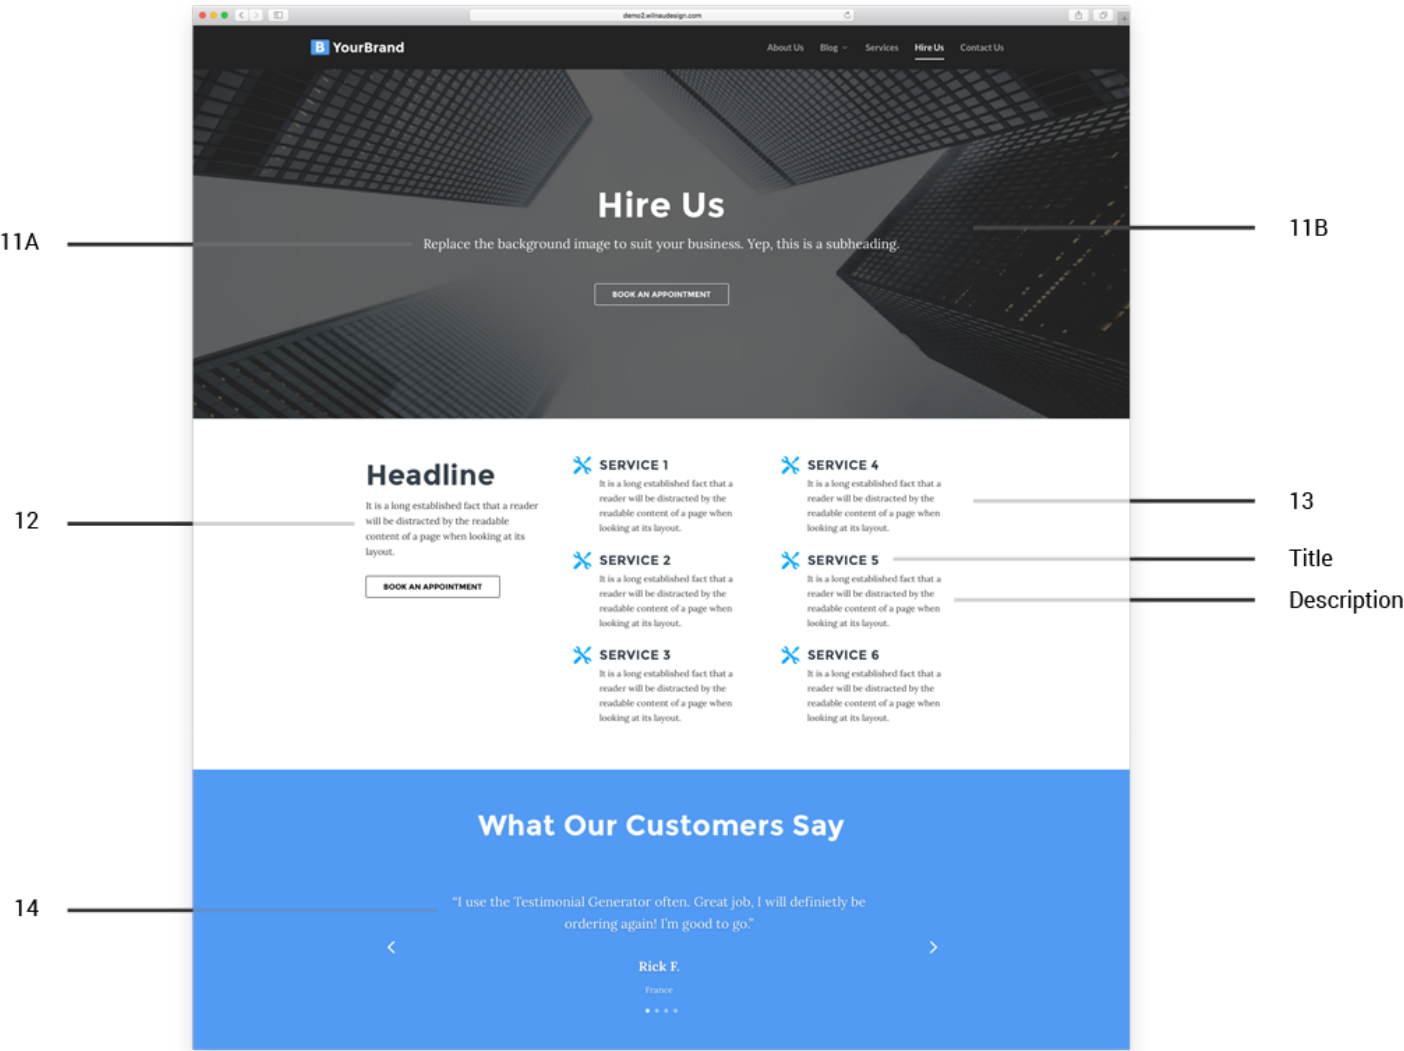 demo2.wilnaudesign.com
B YourBrand
About Us Blog Services Hire Us Contact Us
Hire Us
11A
11B
Replace the background image to suit your business. Yep, this is a subheading.
BOOK AN APPOINTMENT
Headline
It is a long established fact that a reader
will be distracted by the readable
content of a page when looking at its
layout.
BOOK AN APPOINTMENT
12
SERVICE 1
It is a long established fact that a
reader will be distracted by the
readable content of a page when
looking at its layout.
SERVICE 4
It is a long established fact that a
reader will be distracted by the
readable content of a page when
looking at its layout.
13
SERVICE 2
It is a long established fact that a
reader will be distracted by the
readable content of a page when
looking at its layout.
SERVICE 5
It is a long established fact that a
reader will be distracted by the
readable content of a page when
looking at its layout.
Title
Description
SERVICE 3
It is a long established fact that a
reader will be distracted by the
readable content of a page when
looking at its layout.
SERVICE 6
It is a long established fact that a
reader will be distracted by the
readable content of a page when
looking at its layout.
What Our Customers Say
14
“I use the Testimonial Generator often. Great job, I will definietly be
ordering again! I'm good to go.”
Rick F.
France